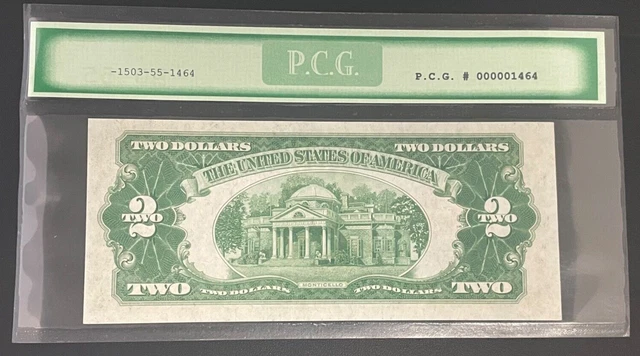 -1503-55-1464
P.C.G.
P.C.G. # 000001464
TWO DOLLARS
TWO DOLLARS
THE UNITED STATES OF AMERICA
2
TWO
2
TWO
MONTICELLO
TWO
TWO DOLLARS
TWO DOLLARS
TWO